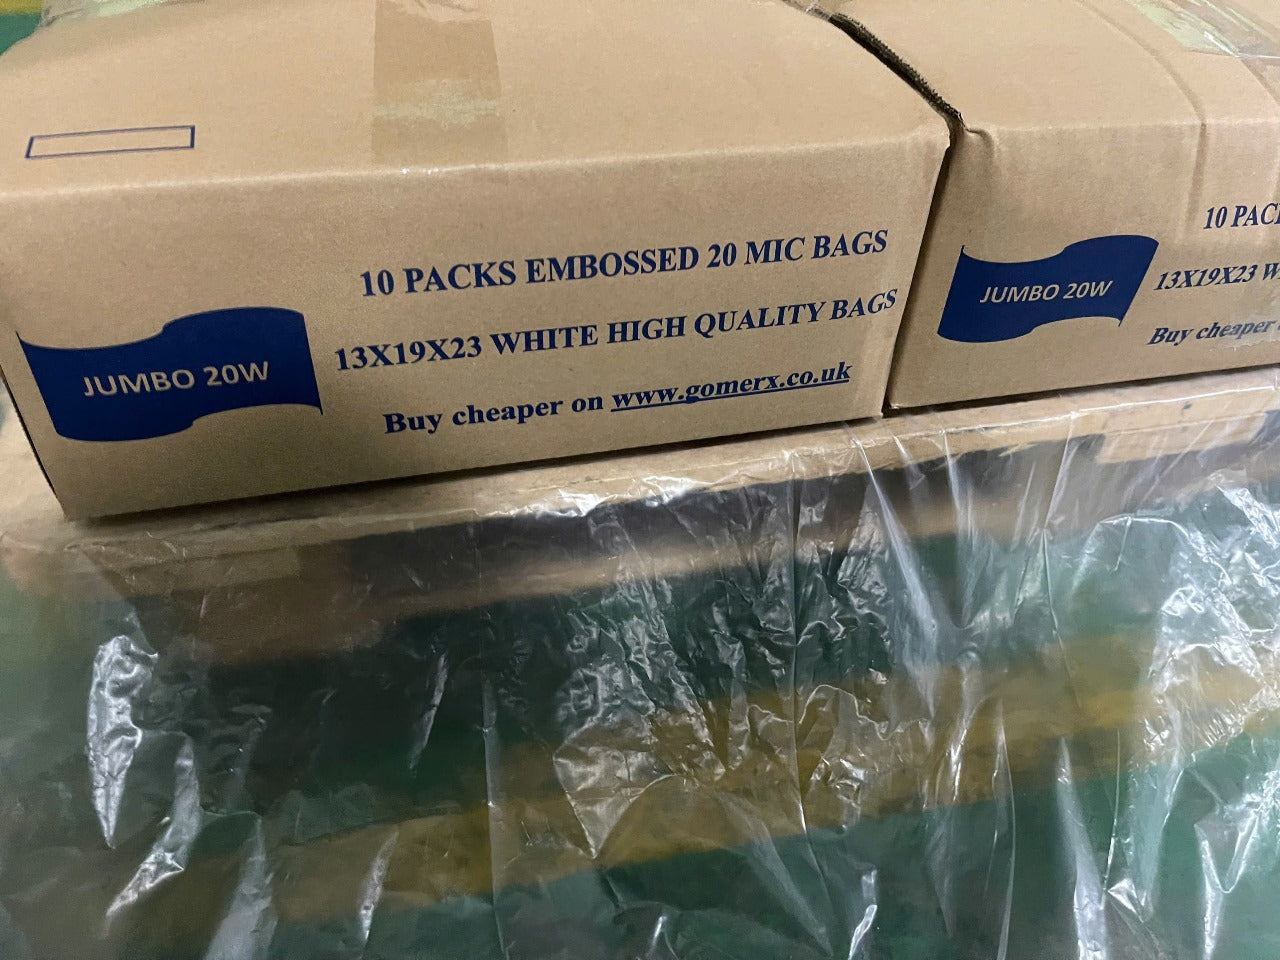 10 PACKS EMBOSSED 20 MIC BAGS
13X19X23 WHITE HIGH QUALITY BAGS
Buy cheaper on www.gomerx.co.uk
JUMBO 20W
10 PAC
13X19X23 W
Buy cheaper
JUMBO 20W